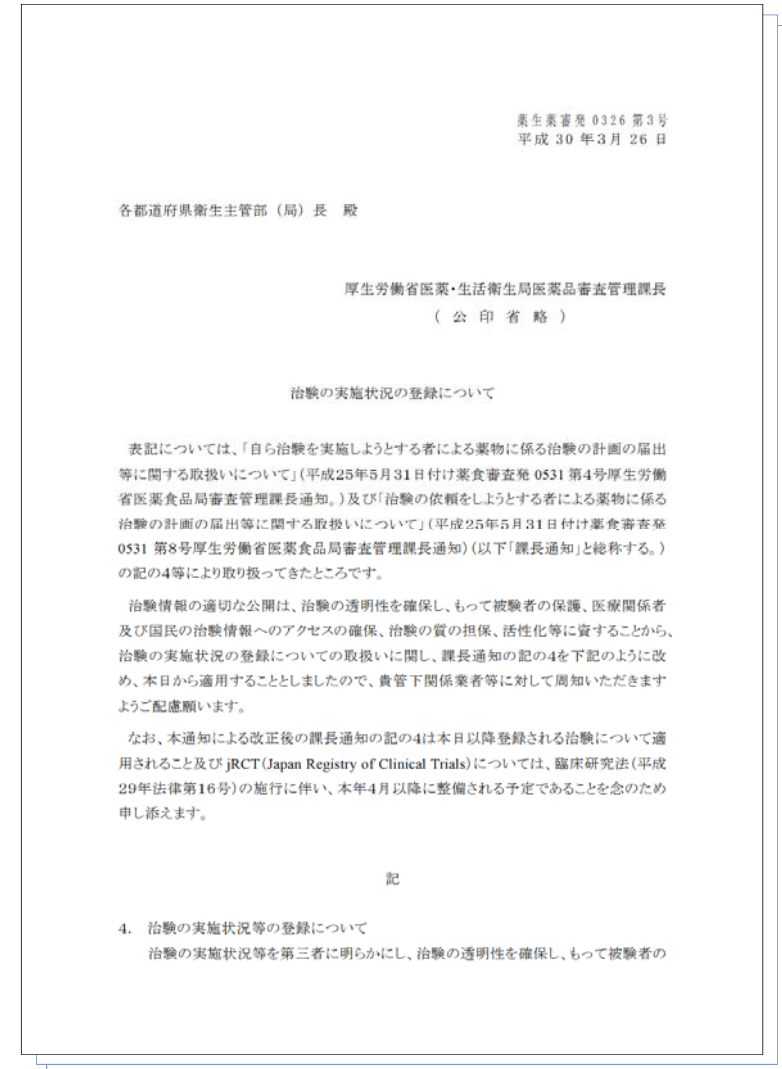 薬生薬審発 0326 第3号
平成 30 年3月 26 日
各都道府県衛生主管部（局）長　殿
厚生労働省医薬・生活衛生局医薬品審査管理課長
（ 公 印 省 略 ）
治験の実施状況の登録について
表記については、「自ら治験を実施しようとする者による薬物に係る治験の計画の届出
等に関する取扱いについて」（平成25年5月31日付け薬食審査発 0531 第4号厚生労働
省医薬食品局審査管理課長通知。）及び「治験の依頼をしようとする者による薬物に係る
治験の計画の届出等に関する取扱いについて」（平成25年5月31日付け薬食審査発
0531 第8号厚生労働省医薬食品局審査管理課長通知）（以下「課長通知」と総称する。）
の記の4等により取り扱ってきたところです。
治験情報の適切な公開は、治験の透明性を確保し、もって被験者の保護、医療関係者
及び国民の治験情報へのアクセスの確保、治験の質の担保、活性化等に資することから、
治験の実施状況の登録についての取扱いに関し、課長通知の記の4を下記のように改
め、本日から適用することとしましたので、貴管下関係業者等に対して周知いただきます
ようご配慮願います。
なお、本通知による改正後の課長通知の記の4は本日以降登録される治験について適
用されること及び jRCT（Japan Registry of Clinical Trials）については、臨床研究法（平成
29年法律第16号）の施行に伴い、本年4月以降に整備される予定であることを念のため
申し添えます。
記
4.　治験の実施状況等の登録について
治験の実施状況等を第三者に明らかにし、治験の透明性を確保し、もって被験者の